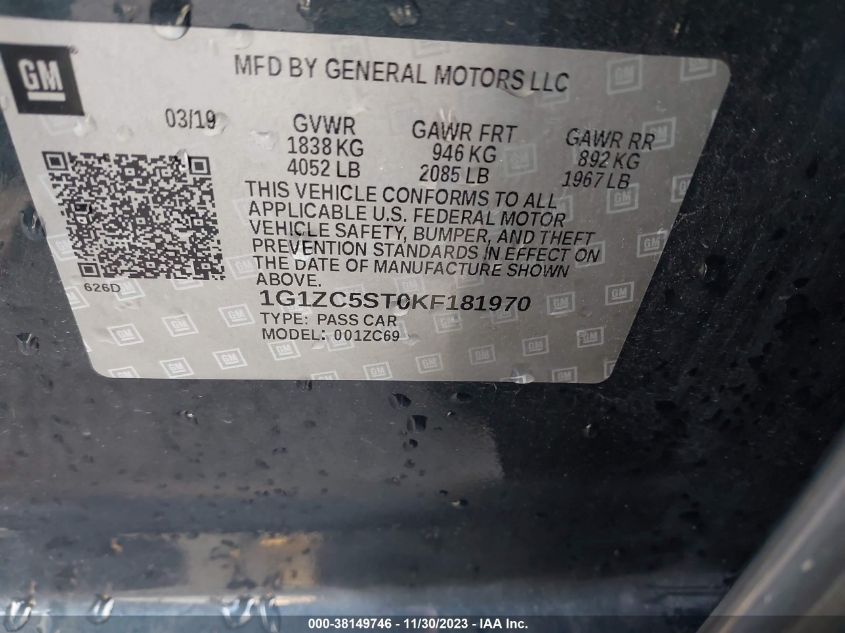 GM
MFD BY GENERAL MOTORS LLC
03/19
GVWR
1838 KG
4052 LB
GAWR FRT
946 KG
2085 LB
GAWR RR
892 KG
1967 LB
THIS VEHICLE CONFORMS TO ALL
APPLICABLE U.S. FEDERAL MOTOR
VEHICLE SAFETY, BUMPER, AND THEFT
PREVENTION STANDARDS IN EFFECT ON
THE DATE OF MANUFACTURE SHOWN
ABOVE.
626D
1G1ZC5ST0KF181970
TYPE: PASS CAR
MODEL: 001ZC69
000-38149746 - 11/30/2023 - IAA Inc.